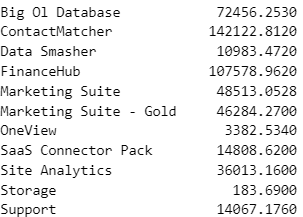 Big Ol Database 72456.2530
ContactMatcher 142122.8120
Data Smasher 10983.4720
FinanceHub 107578.9620
Marketing Suite 48513.0528
Marketing Suite - Gold 46284.2700
OneView 3382.5340
SaaS Connector Pack 14808.6200
Site Analytics 36013.1600
Storage 183.6900
Support 14067.1760